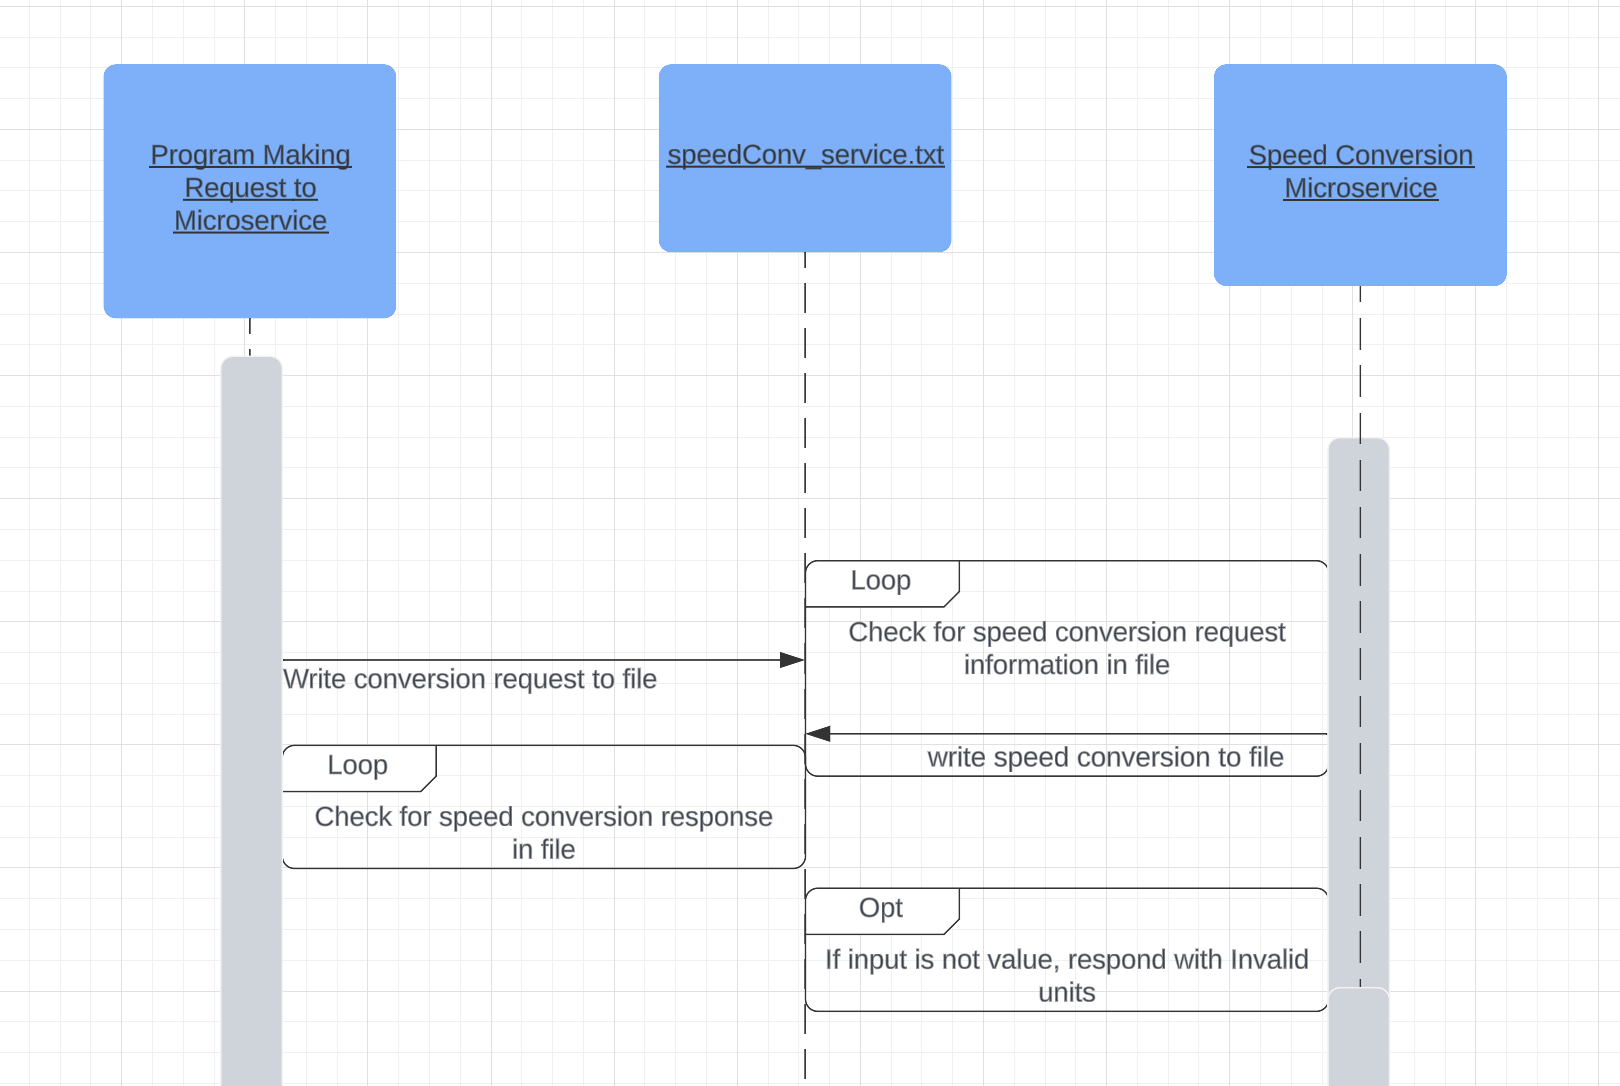 Program Making
Request to
Microservice
speedConv_service.txt
Speed Conversion
Microservice
Loop
Check for speed conversion request
information in file
Write conversion request to file
write speed conversion to file
Loop
Check for speed conversion response
in file
Opt
If input is not value, respond with Invalid
units